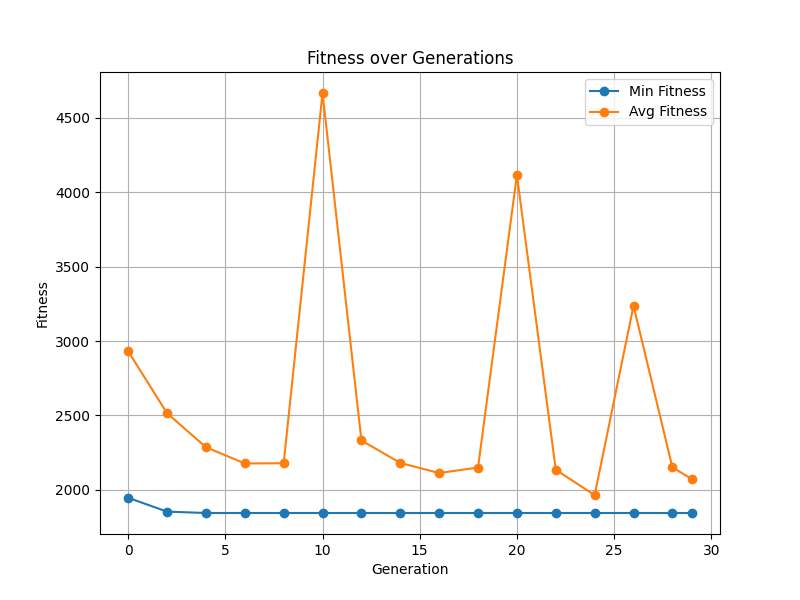 Fitness over Generations
Min Fitness
Avg Fitness
4500
4000
3500
3000
2500
2000
Fitness
0 5 10 15 20 25 30
Generation